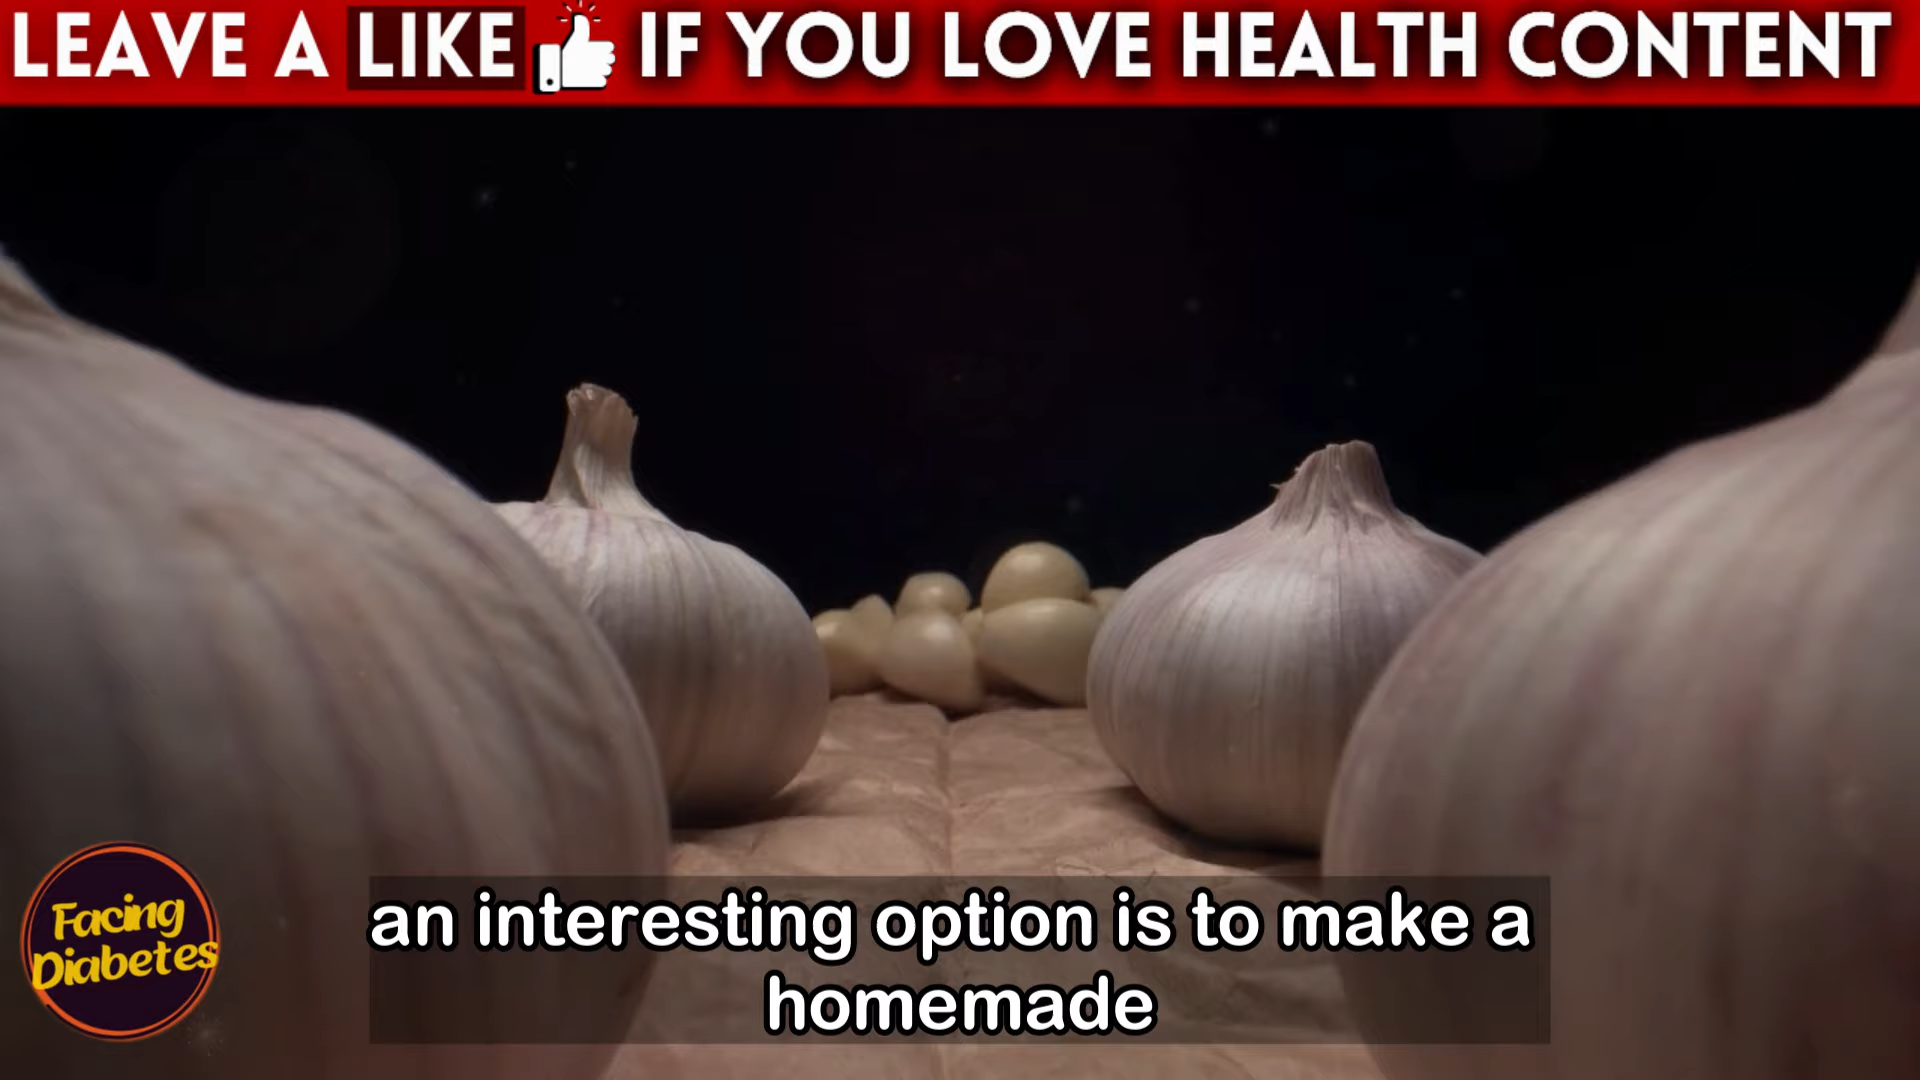 LEAVE A LIKE IF YOU LOVE HEALTH CONTENT
Facing
Diabetes
an interesting option is to make a
homemade